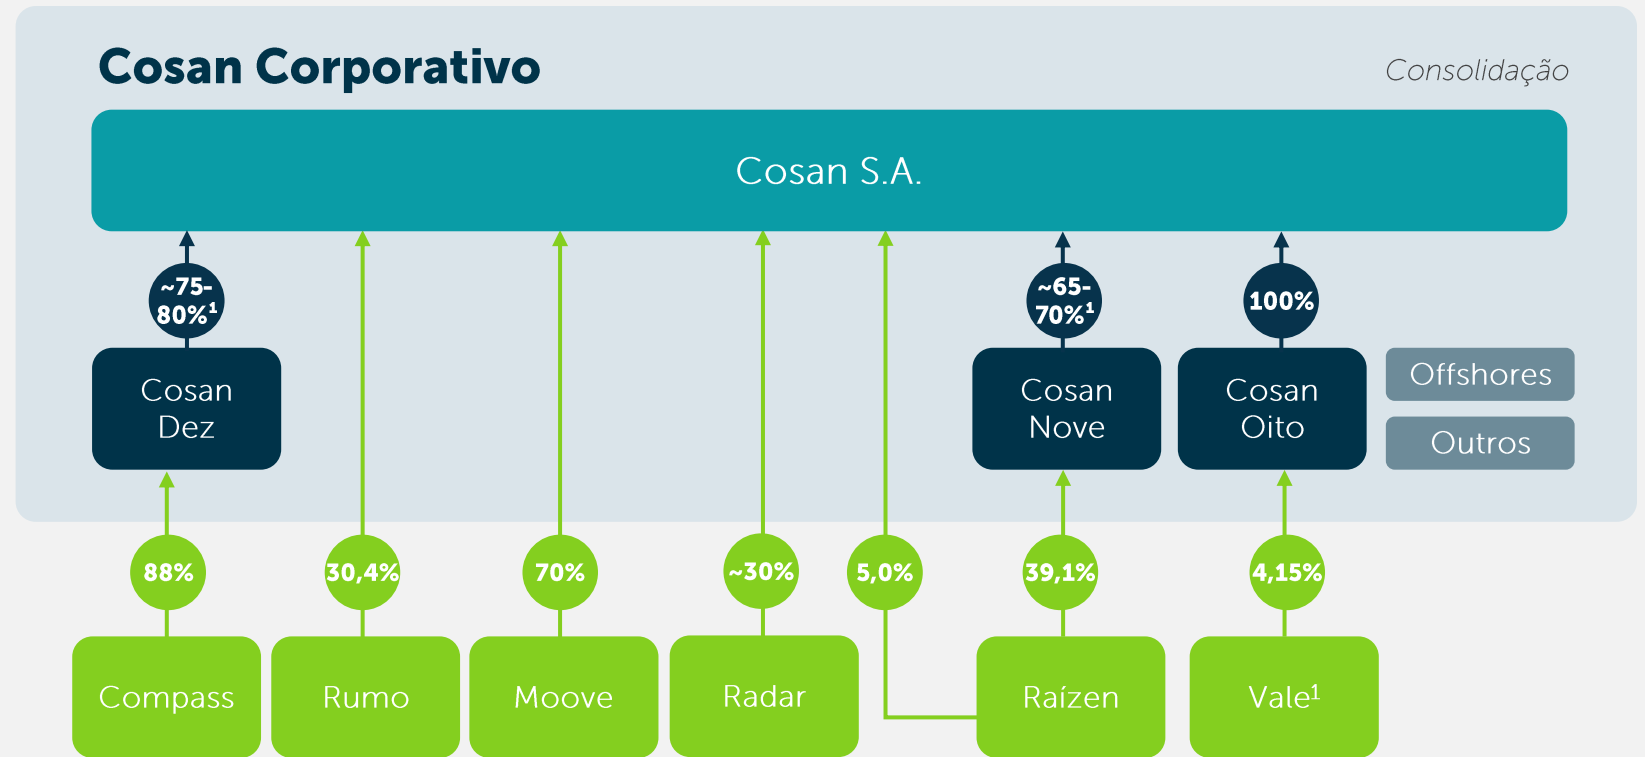 Cosan Corporativo
Consolidação
Cosan S.A.
~75-
80%¹
~65-
70%¹
100%
Cosan
Dez
Cosan
Nove
Cosan
Oito
Offshores
Outros
88%
30,4%
70%
~30%
5,0%
39,1%
4,15%
Compass
Rumo
Moove
Radar
Raízen
Vale¹